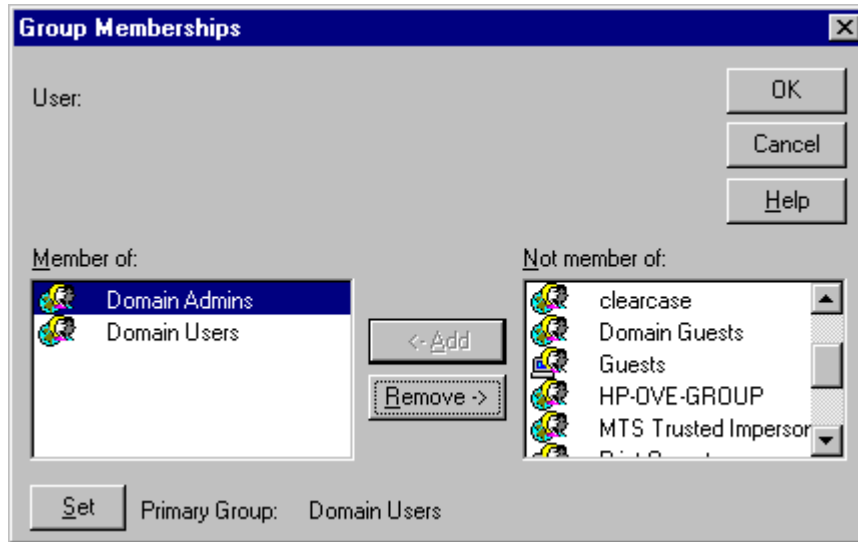 Group Memberships
User:
OK
Cancel
Help
Member of:
Domain Admins
Domain Users
<- Add
Remove ->
Not member of:
clearcase
Domain Guests
Guests
HP-OVE-GROUP
MTS Trusted Imperson
Set
Primary Group: Domain Users